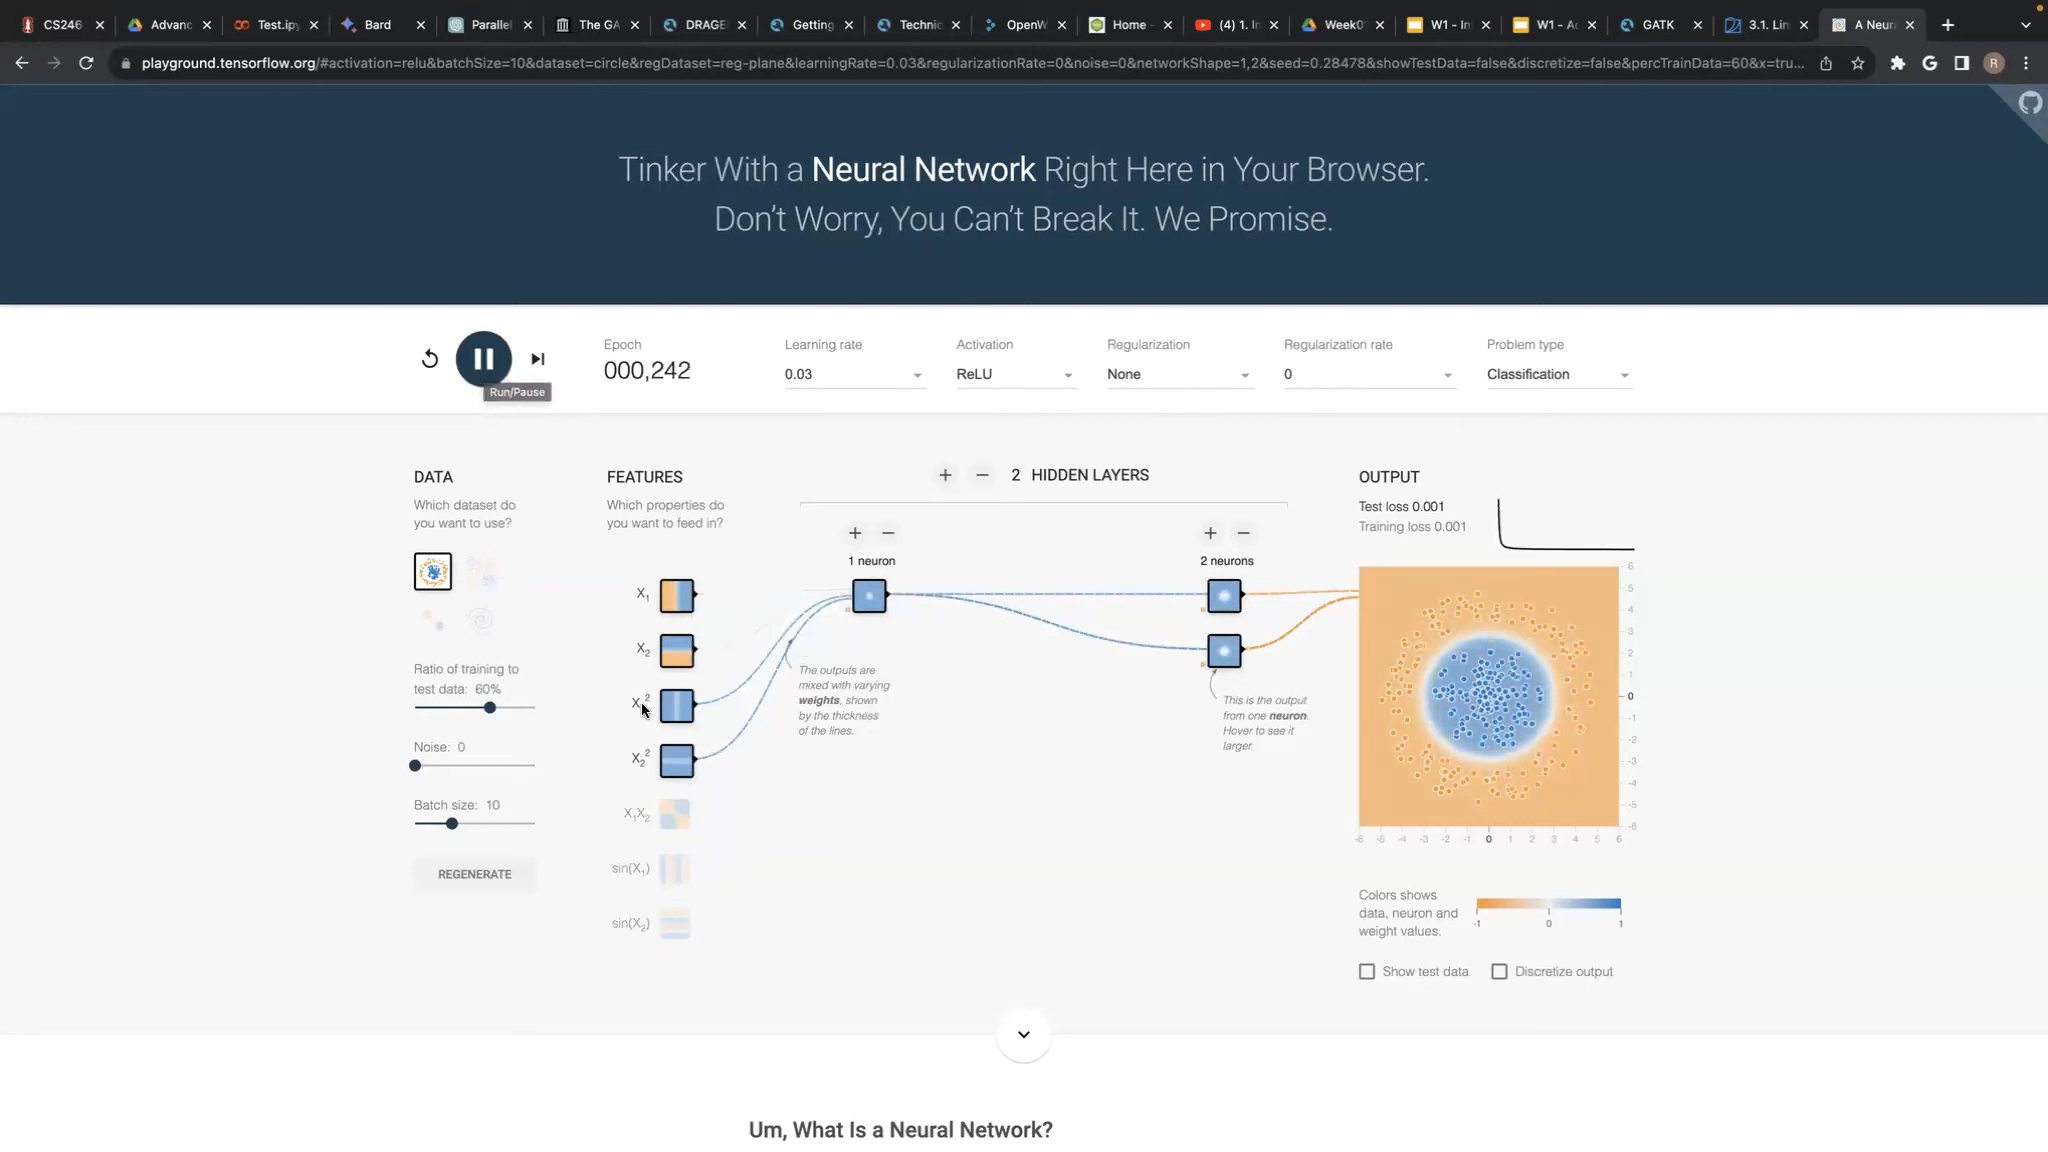 CS246 Advanc Test.ipy Bard Parallel The GA DRAGE Getting Technic OpenW Home - (4) 1. In Week0 W1 - In W1 - Ac GATK 3.1. Lin A Neur
playground.tensorflow.org/#activation=relu&batchSize=10&dataset=circle&regDataset=reg-plane&learningRate=0.03&regularizationRate=0&noise=0&networkShape=1,2&seed=0.28478&showTestData=false&discretize=false&percTrainData=60&x=tru... R
Tinker With a Neural Network Right Here in Your Browser.
Don't Worry, You Can't Break It. We Promise.
Run/Pause
Epoch
000,242
Learning rate
0.03
Activation
ReLU
Regularization
None
Regularization rate
0
Problem type
Classification
DATA
Which dataset do
you want to use?
Ratio of training to
test data: 60%
Noise: 0
Batch size: 10
REGENERATE
FEATURES
Which properties do
you want to feed in?
X₁
X₂
X ²
X₂²
X₁X₂
sin(X₁)
sin(X₂)
2 HIDDEN LAYERS
1 neuron
2 neurons
The outputs are
mixed with varying
weights, shown
by the thickness
of the lines.
This is the output
from one neuron.
Hover to see it
larger.
OUTPUT
Test loss 0.001
Training loss 0.001
6
5
4
3
2
1
0
-1
-2
-3
-4
-5
-6
-6 -5 -4 -3 -2 -1 0 1 2 3 4 5 6
Colors shows
data, neuron and
weight values.
-1 0 1
Show test data Discretize output
Um, What Is a Neural Network?